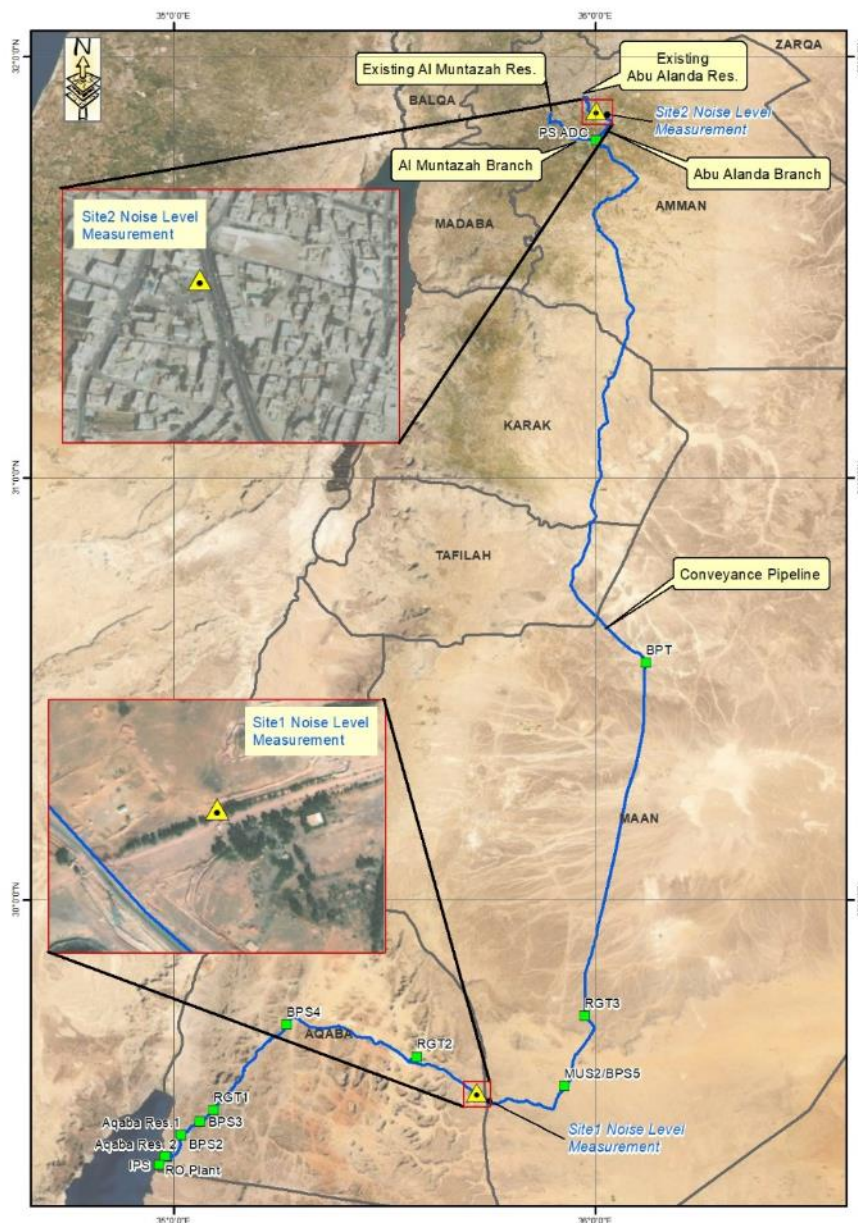 35°0'0"E
36°0'0"E
N
ZARQA
32°0'0"N
Existing Al Muntazah Res.
Existing
Abu Alanda Res.
BALQA
Site2 Noise Level
Measurement
PS ADC
Al Muntazah Branch
Abu Alanda Branch
AMMAN
MADABA
Site2 Noise Level
Measurement
KARAK
31°0'0"N
TAFILAH
Conveyance Pipeline
BPT
Site1 Noise Level
Measurement
MAAN
30°0'0"N
RGT3
BPS4
AQABA
RGT2
MUS2/BPS5
RGT1
Aqaba Res.1
BPS3
Site1 Noise Level
Measurement
Aqaba Res.2
BPS2
IPS
RO Plant
35°0'0"E
36°0'0"E